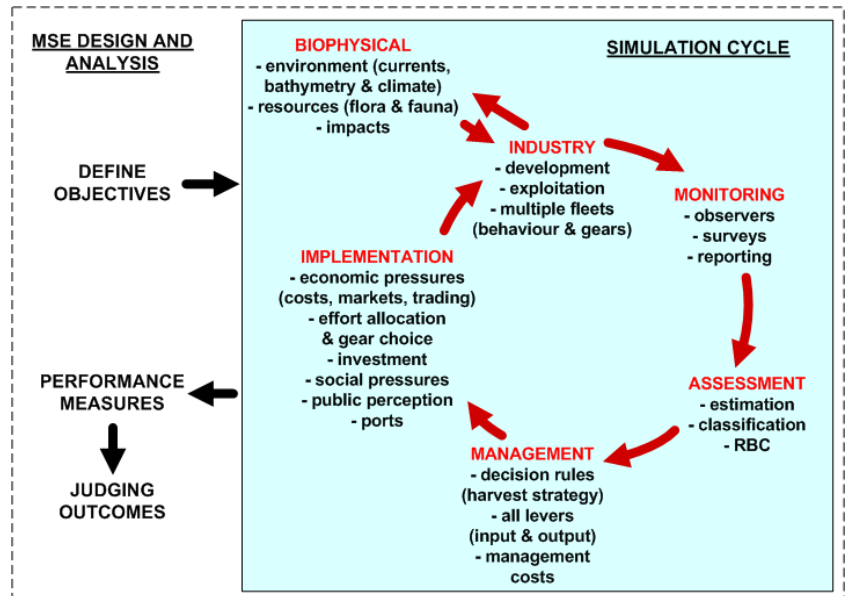 MSE DESIGN AND
ANALYSIS
DEFINE
OBJECTIVES
PERFORMANCE
MEASURES
JUDGING
OUTCOMES
SIMULATION CYCLE
BIOPHYSICAL
- environment (currents,
bathymetry & climate)
- resources (flora & fauna)
- impacts
INDUSTRY
- development
- exploitation
- multiple fleets
(behaviour & gears)
MONITORING
- observers
- surveys
- reporting
ASSESSMENT
- estimation
- classification
- RBC
MANAGEMENT
- decision rules
(harvest strategy)
- all levers
(input & output)
- management
costs
IMPLEMENTATION
- economic pressures
(costs, markets, trading)
- effort allocation
& gear choice
- investment
- social pressures
- public perception
- ports